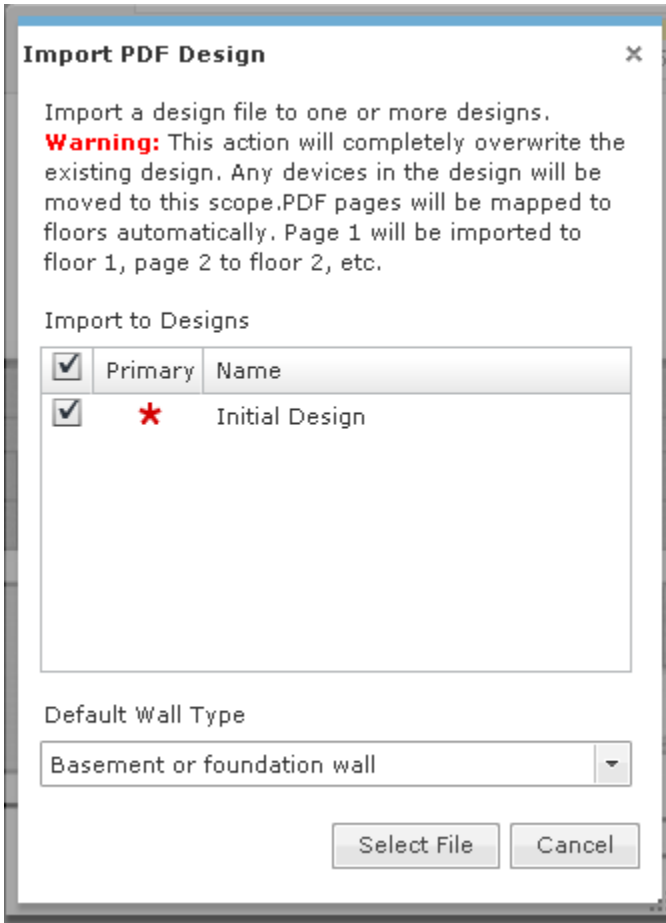 Import PDF Design
Import a design file to one or more designs.
Warning: This action will completely overwrite the
existing design. Any devices in the design will be
moved to this scope.PDF pages will be mapped to
floors automatically. Page 1 will be imported to
floor 1, page 2 to floor 2, etc.
Import to Designs
Primary Name
Initial Design
Default Wall Type
Basement or foundation wall
Select File Cancel